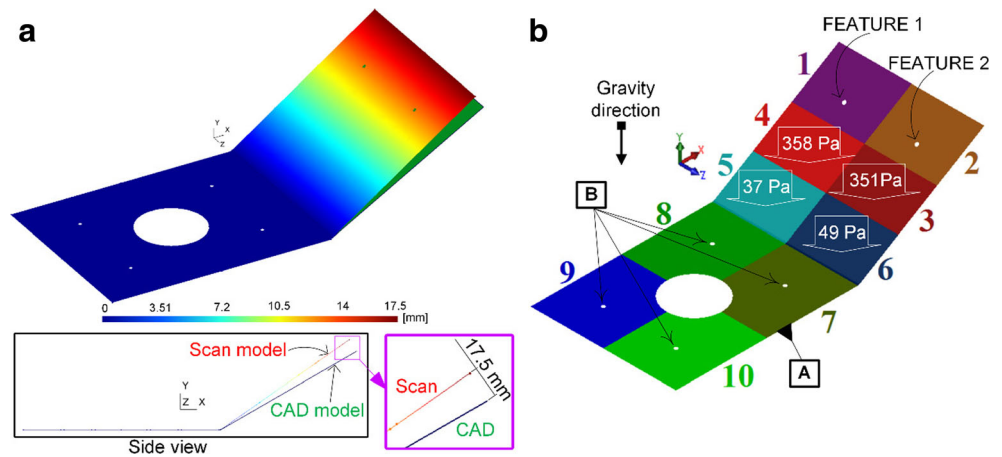 a
X
Y
Z
0
3.51
7.2
10.5
14
17.5
[mm]
Scan model
Y
Z X
CAD model
Side view
17.5 mm
Scan
CAD
b
FEATURE 1
FEATURE 2
Gravity
direction
Y
X
Z
1
2
3
4
5
6
7
8
9
10
358 Pa
351Pa
37 Pa
49 Pa
B
A